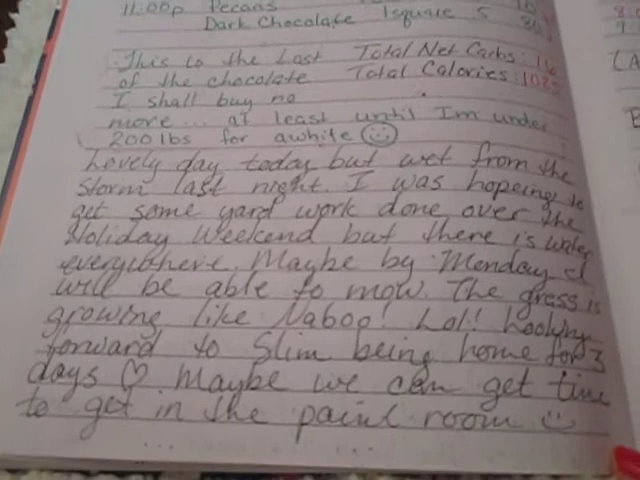 11:00p Pecans
Dark Chocolate 1square 5
This is the Last Total Net Carbs:
of the chocolate Total Calories:
I shall buy no
more... at least until Im under
200lbs for awhile ☺
Lovely day today but wet from the
storm last night. I was hopeing to
get some yard work done over the
Holiday Weekend but there is water
everywhere. Maybe by Monday I
will be able to mow. The grass is
growing like Naboo! Lol! Looking
forward to Slim being home for 3
days ♡ Maybe we can get time
to get in the paint room ☺